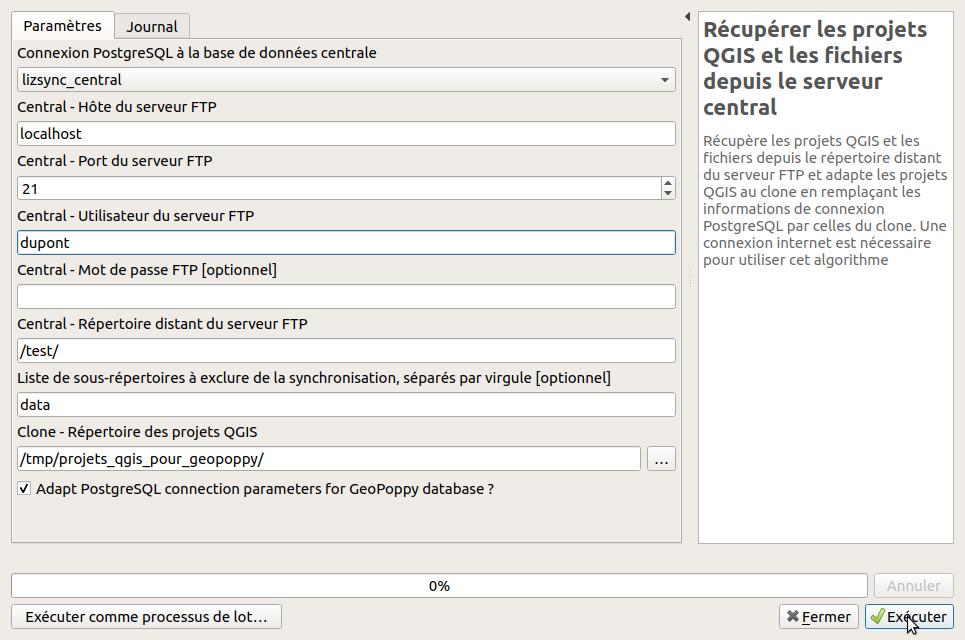 Paramètres
Journal
Connexion PostgreSQL à la base de données centrale
lizsync_central
Central - Hôte du serveur FTP
localhost
Central - Port du serveur FTP
21
Central - Utilisateur du serveur FTP
dupont
Central - Mot de passe FTP [optionnel]
Central - Répertoire distant du serveur FTP
/test/
Liste de sous-répertoires à exclure de la synchronisation, séparés par virgule [optionnel]
data
Clone - Répertoire des projets QGIS
/tmp/projets_qgis_pour_geopoppy/
...
Adapt PostgreSQL connection parameters for GeoPoppy database ?
Récupérer les projets
QGIS et les fichiers
depuis le serveur
central
Récupère les projets QGIS et les
fichiers depuis le répertoire distant
du serveur FTP et adapte les projets
QGIS au clone en remplaçant les
informations de connexion
PostgreSQL par celles du clone. Une
connexion internet est nécessaire
pour utiliser cet algorithme
0%
Annuler
Exécuter comme processus de lot...
Fermer
Exécuter